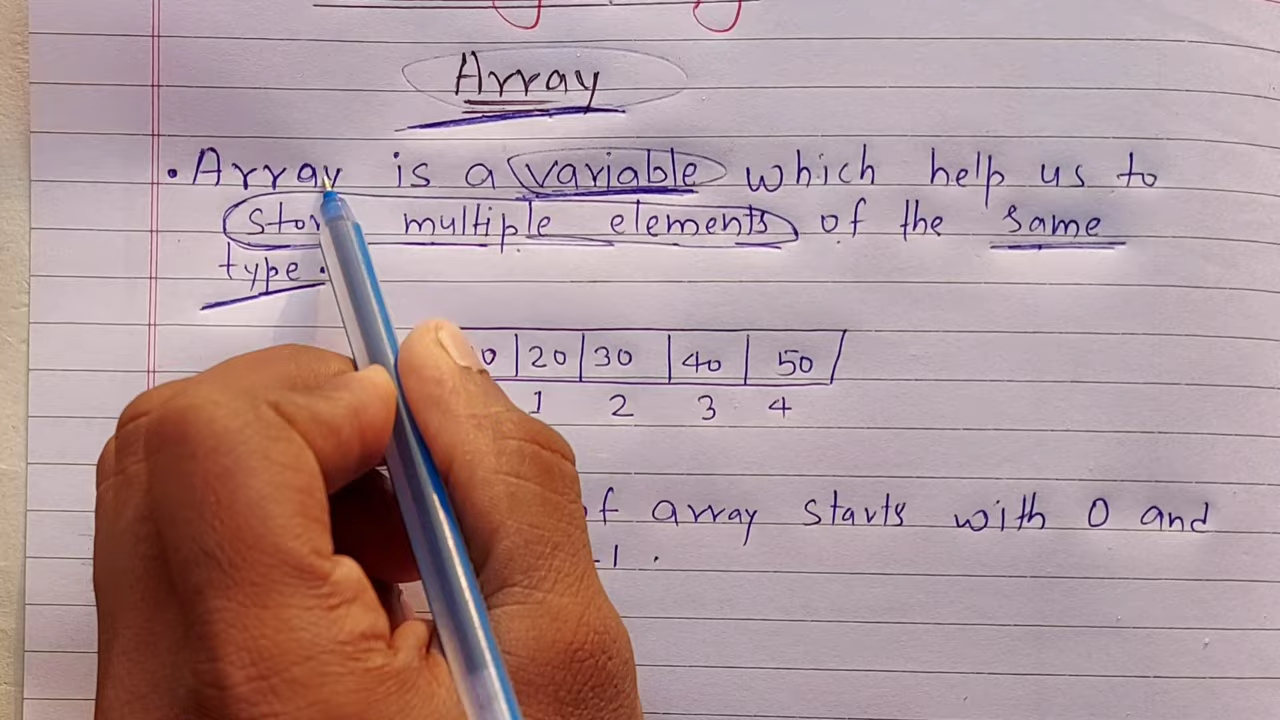 Array
• Array is a variable which help us to
multiple elements of the same
type.
20 30 40 50
1 2 3 4
array starts with 0 and
-1.